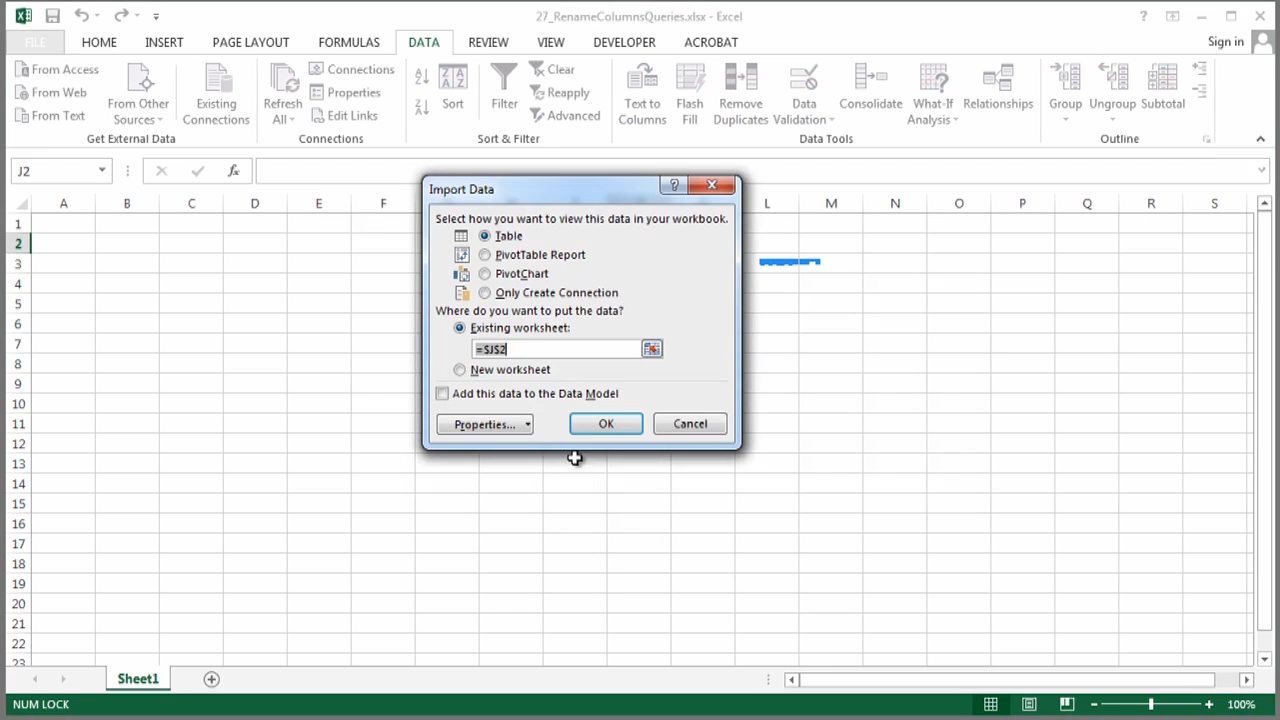 27_RenameColumnsQueries.xlsx - Excel
FILE HOME INSERT PAGE LAYOUT FORMULAS DATA REVIEW VIEW DEVELOPER ACROBAT Sign in
From Access
From Web
From Text
From Other
Sources
Existing
Connections
Get External Data
Refresh
All
Connections
Properties
Edit Links
Connections
Sort
Filter
Clear
Reapply
Advanced
Sort & Filter
Text to
Columns
Flash
Fill
Remove
Duplicates
Data
Validation
Consolidate
What-If
Analysis
Relationships
Data Tools
Group
Ungroup
Subtotal
Outline
J2
fx
A B C D E F L M N O P Q R S
1
2
3
4
5
6
7
8
9
10
11
12
13
14
15
16
17
18
19
20
21
22
23
Import Data
Select how you want to view this data in your workbook.
Table
PivotTable Report
PivotChart
Only Create Connection
Where do you want to put the data?
Existing worksheet:
=$J$2
New worksheet
Add this data to the Data Model
Properties... OK Cancel
Sheet1
NUM LOCK 100%